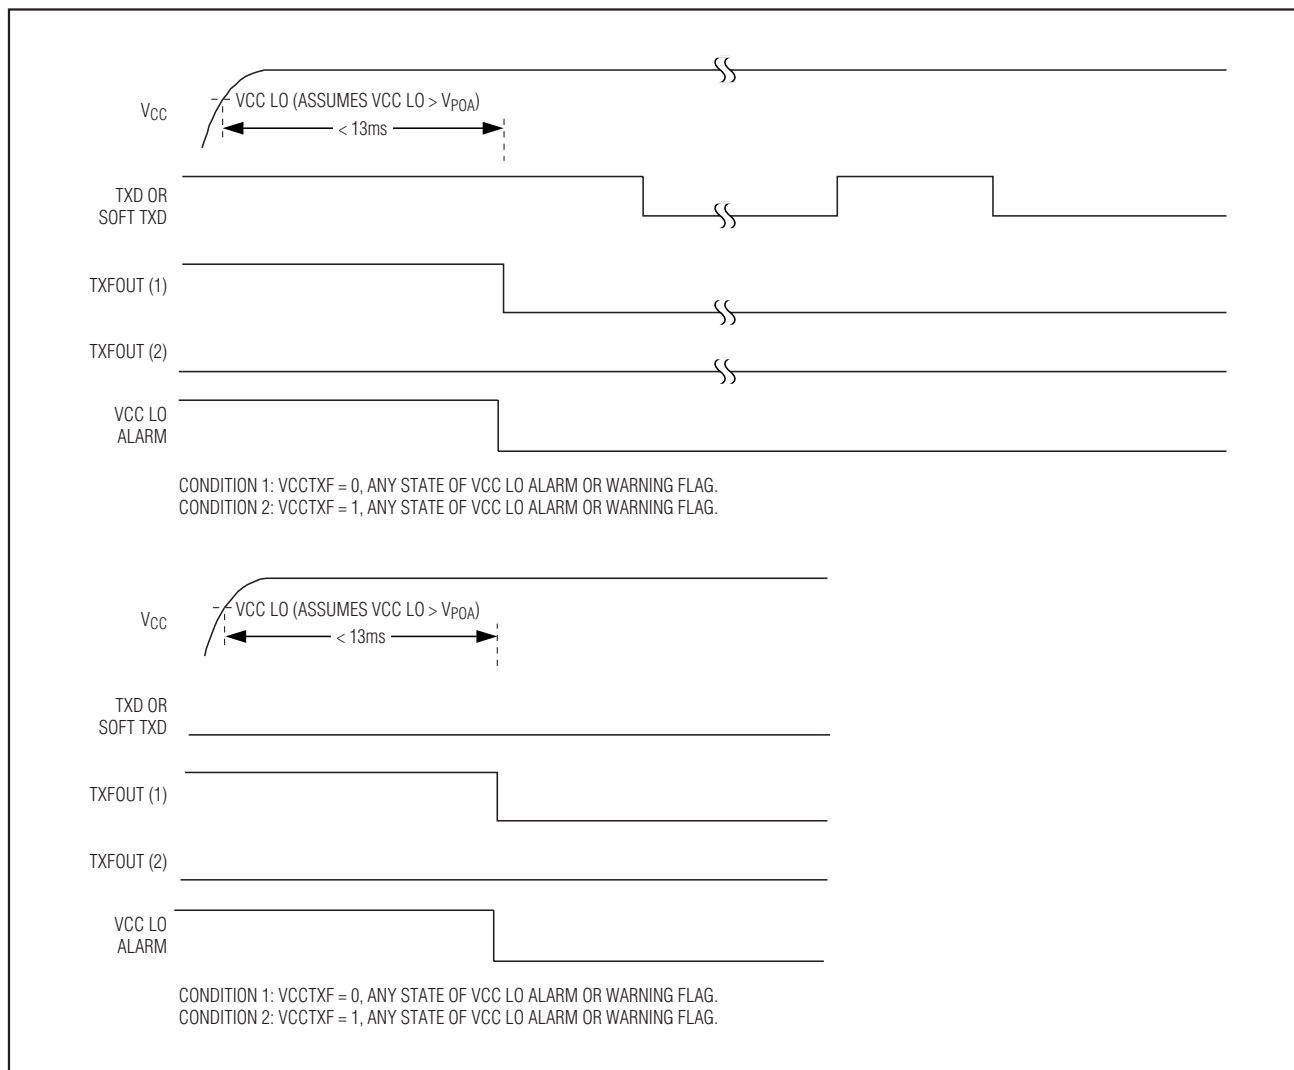 VCC
VCC LO (ASSUMES VCC LO > VPOA)
< 13ms
TXD OR
SOFT TXD
TXFOUT (1)
TXFOUT (2)
VCC LO
ALARM
CONDITION 1: VCCTXF = 0, ANY STATE OF VCC LO ALARM OR WARNING FLAG.
CONDITION 2: VCCTXF = 1, ANY STATE OF VCC LO ALARM OR WARNING FLAG.
VCC
VCC LO (ASSUMES VCC LO > VPOA)
< 13ms
TXD OR
SOFT TXD
TXFOUT (1)
TXFOUT (2)
VCC LO
ALARM
CONDITION 1: VCCTXF = 0, ANY STATE OF VCC LO ALARM OR WARNING FLAG.
CONDITION 2: VCCTXF = 1, ANY STATE OF VCC LO ALARM OR WARNING FLAG.